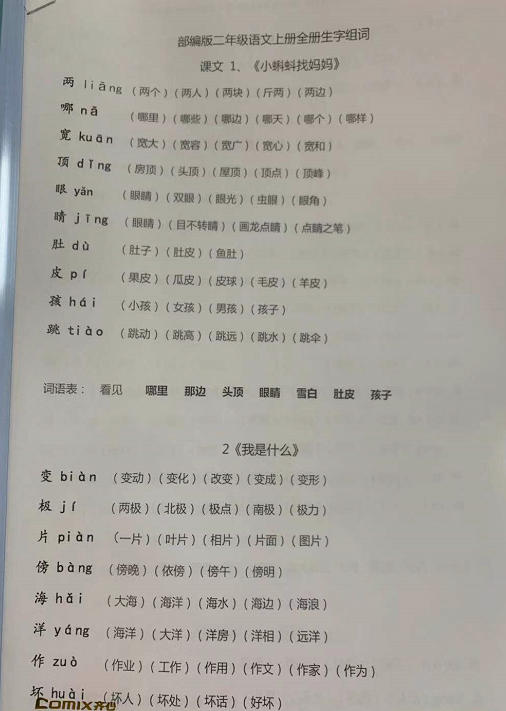 部编版二年级语文上册全册生字组词
课文 1、《小蝌蚪找妈妈》
两 liǎng （两个）（两人）（两块）（斤两）（两边）
哪 nǎ （哪里）（哪些）（哪边）（哪天）（哪个）（哪样）
宽 kuān （宽大）（宽容）（宽广）（宽心）（宽和）
顶 dǐng （房顶）（头顶）（屋顶）（顶点）（顶峰）
眼 yǎn （眼睛）（双眼）（眼光）（虫眼）（眼角）
睛 jīng （眼睛）（目不转睛）（画龙点睛）（点睛之笔）
肚 dù （肚子）（肚皮）（鱼肚）
皮 pí （果皮）（瓜皮）（皮球）（毛皮）（羊皮）
孩 hái （小孩）（女孩）（男孩）（孩子）
跳 tiào （跳动）（跳高）（跳远）（跳水）（跳伞）
词语表： 看见 哪里 那边 头顶 眼睛 雪白 肚皮 孩子
2《我是什么》
变 biàn （变动）（变化）（改变）（变成）（变形）
极 jí （两极）（北极）（极点）（南极）（极力）
片 piàn （一片）（叶片）（相片）（片面）（图片）
傍 bàng （傍晚）（依傍）（傍午）（傍明）
海 hǎi （大海）（海洋）（海水）（海边）（海浪）
洋 yáng （海洋）（大洋）（洋房）（洋相）（远洋）
作 zuò （作业）（工作）（作用）（作文）（作家）（作为）
坏 huài （坏人）（坏处）（坏话）（好坏）
COMIX齐心